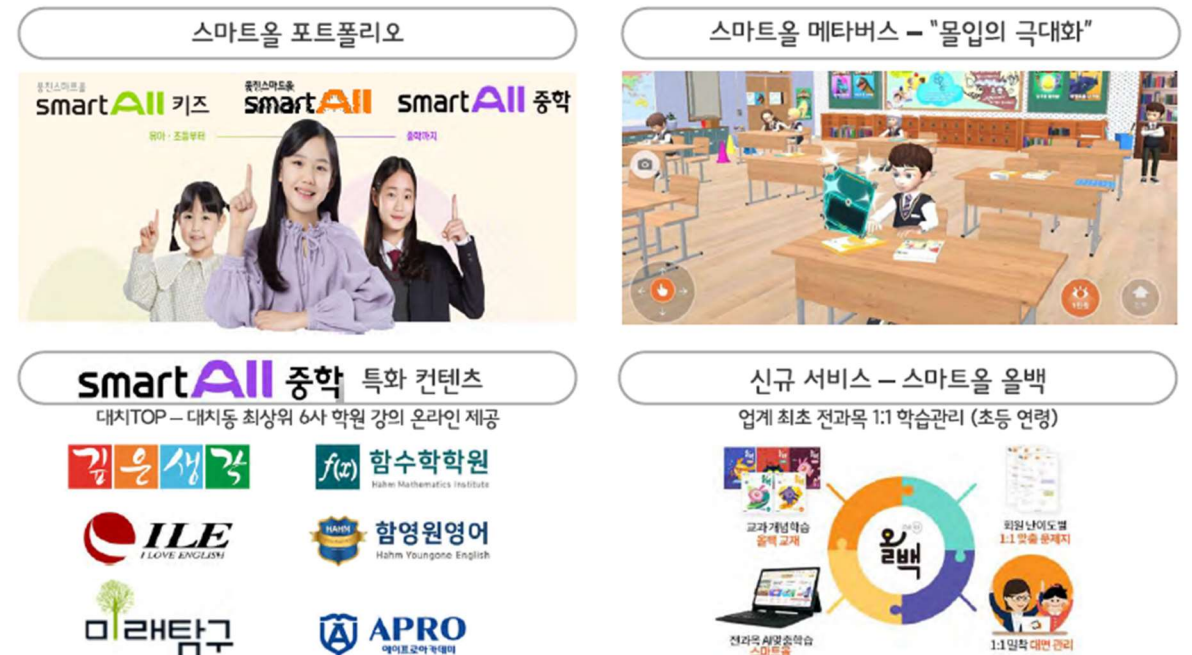 스마트올 포트폴리오
웅진스마트올
smartAll 키즈
웅진스마트올
smartAll
smartAll 중학
유아·초등부터
중학까지
스마트올 메타버스 – "몰입의 극대화"
smartAll 중학 특화 컨텐츠
대치TOP – 대치동 최상위 6사 학원 강의 온라인 제공
깊은생각
f(x) 함수학학원
Hahm Mathematics Institute
ILE
I LOVE ENGLISH
HAHM
함영원영어
Hahm Youngone English
미래탐구
APRO
에이프로아카데미
신규 서비스 – 스마트올 올백
업계 최초 전과목 1:1 학습관리 (초등 연령)
교과 개념학습
올백 교재
회원 난이도별
1:1 맞춤 문제지
올백
전과목 AI맞춤학습
스마트올
1:1 밀착 대면 관리